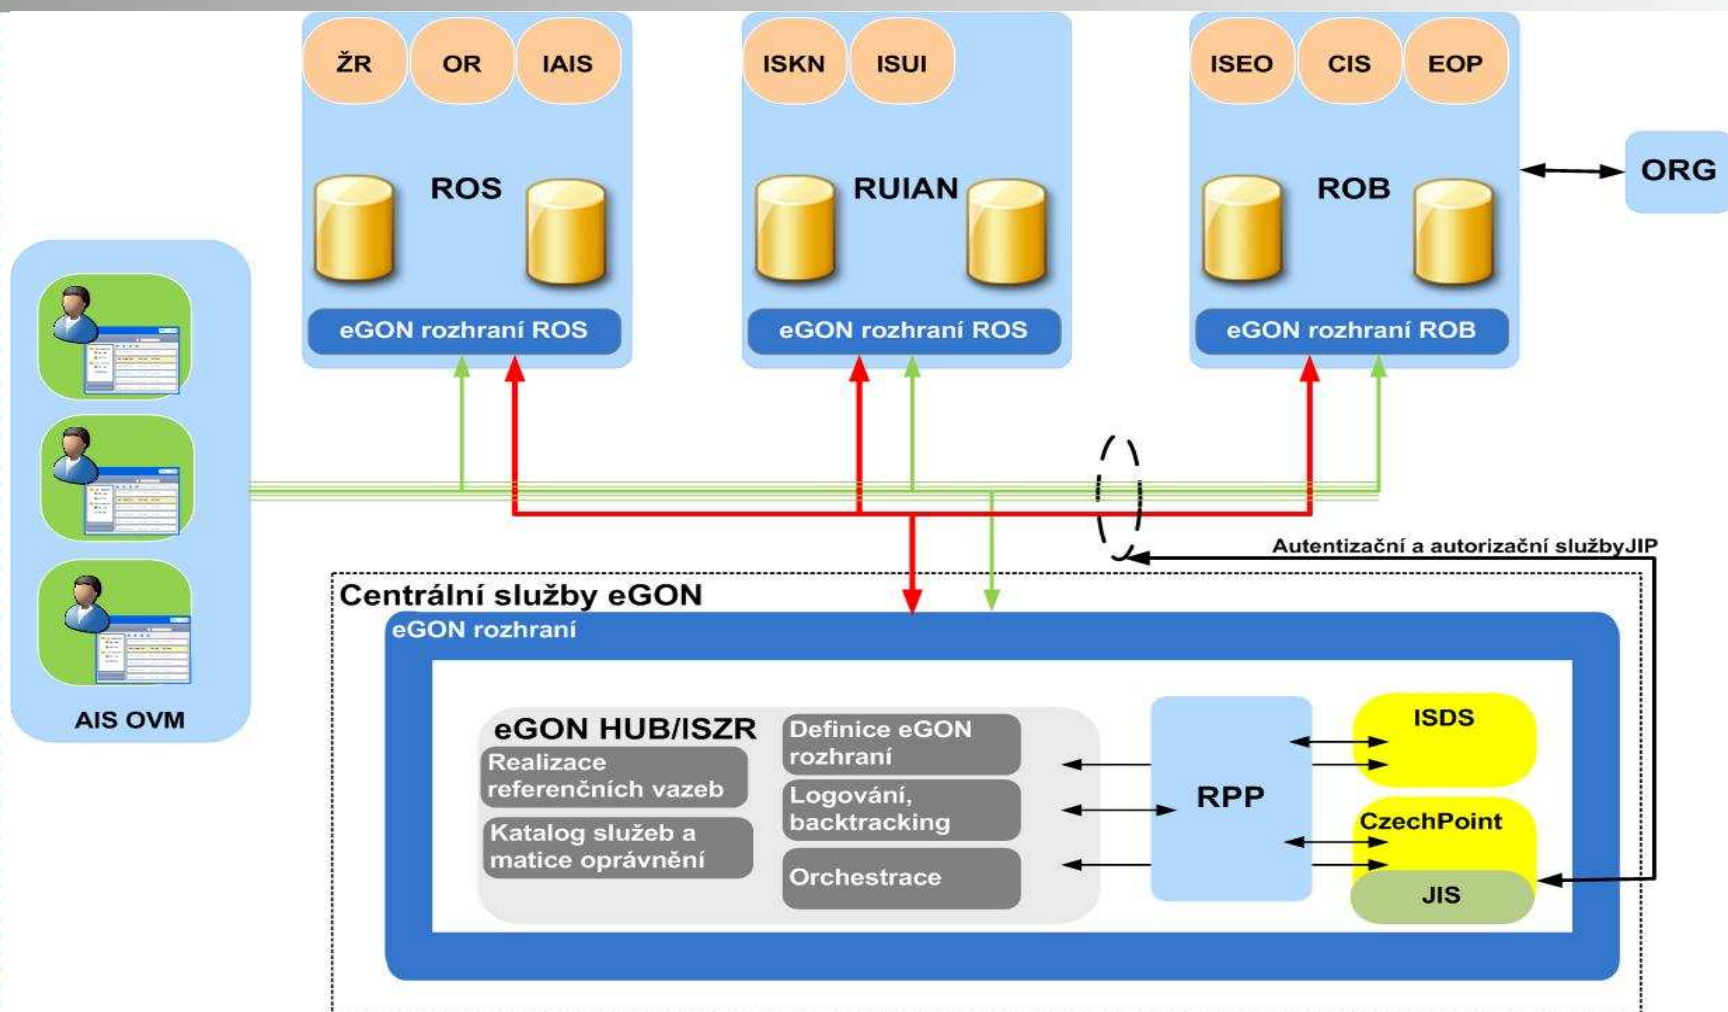 ŽR
OR
IAIS
ISKN
ISUI
ISEO
CIS
EOP
ROS
RUIAN
ROB
ORG
eGON rozhraní ROS
eGON rozhraní ROS
eGON rozhraní ROB
AIS OVM
Autentizační a autorizační službyJIP
Centrální služby eGON
eGON rozhraní
eGON HUB/ISZR
Realizace
referenčních vazeb
Katalog služeb a
matice oprávnění
Definice eGON
rozhraní
Logování,
backtracking
Orchestrace
RPP
ISDS
CzechPoint
JIS